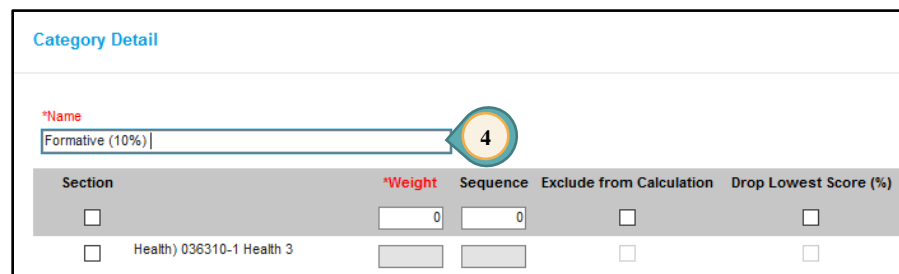 Category Detail
*Name
Formative (10%)
4
Section *Weight Sequence Exclude from Calculation Drop Lowest Score (%)
0 0
Health) 036310-1 Health 3